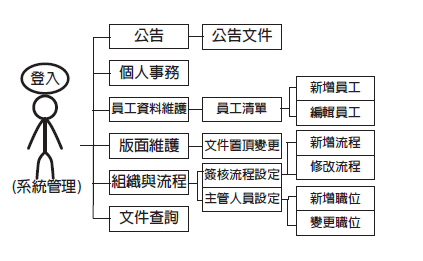 公告
公告文件
登入
個人事務
員工資料維護
員工清單
新增員工
編輯員工
版面維護
文件置頂變更
新增流程
修改流程
(系統管理)
組織與流程
簽核流程設定
主管人員設定
新增職位
變更職位
文件查詢